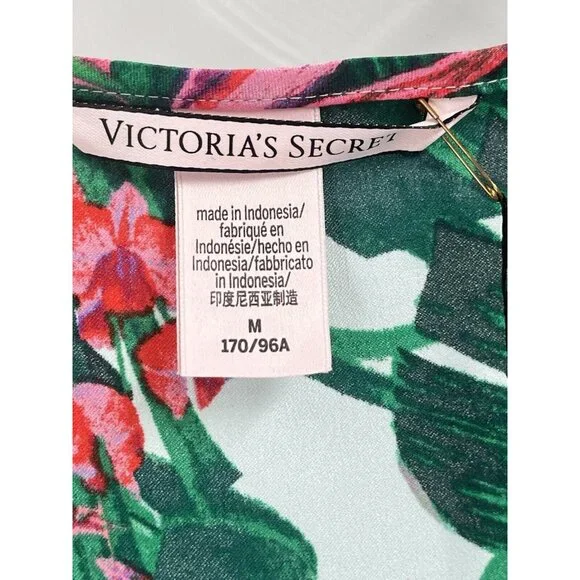 VICTORIA'S SECRET
made in Indonesia/
fabriqué en
Indonésie/hecho en
Indonesia/fabbricato
in Indonesia/
印度尼西亚制造
M
170/96A